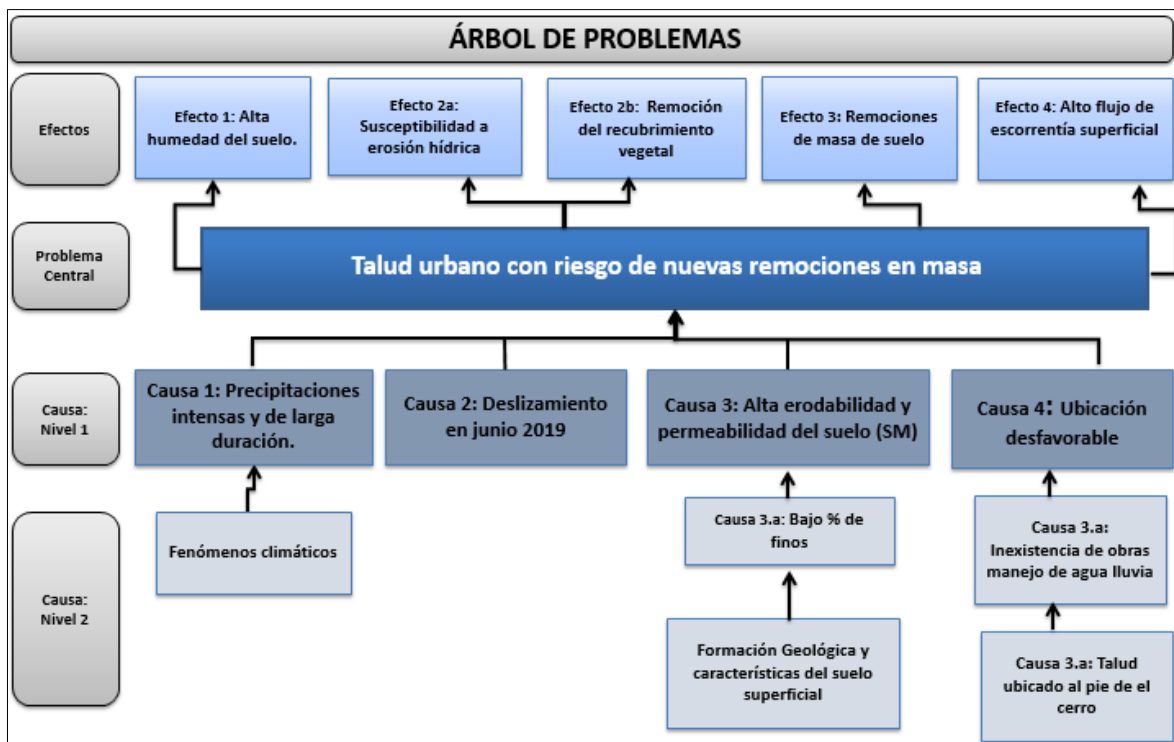 ÁRBOL DE PROBLEMAS
Efectos
Efecto 1: Alta
humedad del suelo.
Efecto 2a:
Susceptibilidad a
erosión hídrica
Efecto 2b: Remoción
del recubrimiento
vegetal
Efecto 3: Remociones
de masa de suelo
Efecto 4: Alto flujo de
escorrentía superficial
Problema
Central
Talud urbano con riesgo de nuevas remociones en masa
Causa:
Nivel 1
Causa 1: Precipitaciones
intensas y de larga
duración.
Causa 2: Deslizamiento
en junio 2019
Causa 3: Alta erodabilidad y
permeabilidad del suelo (SM)
Causa 4: Ubicación
desfavorable
Causa:
Nivel 2
Fenómenos climáticos
Causa 3.a: Bajo % de
finos
Formación Geológica y
características del suelo
superficial
Causa 3.a:
Inexistencia de obras
manejo de agua lluvia
Causa 3.a: Talud
ubicado al pie de el
cerro